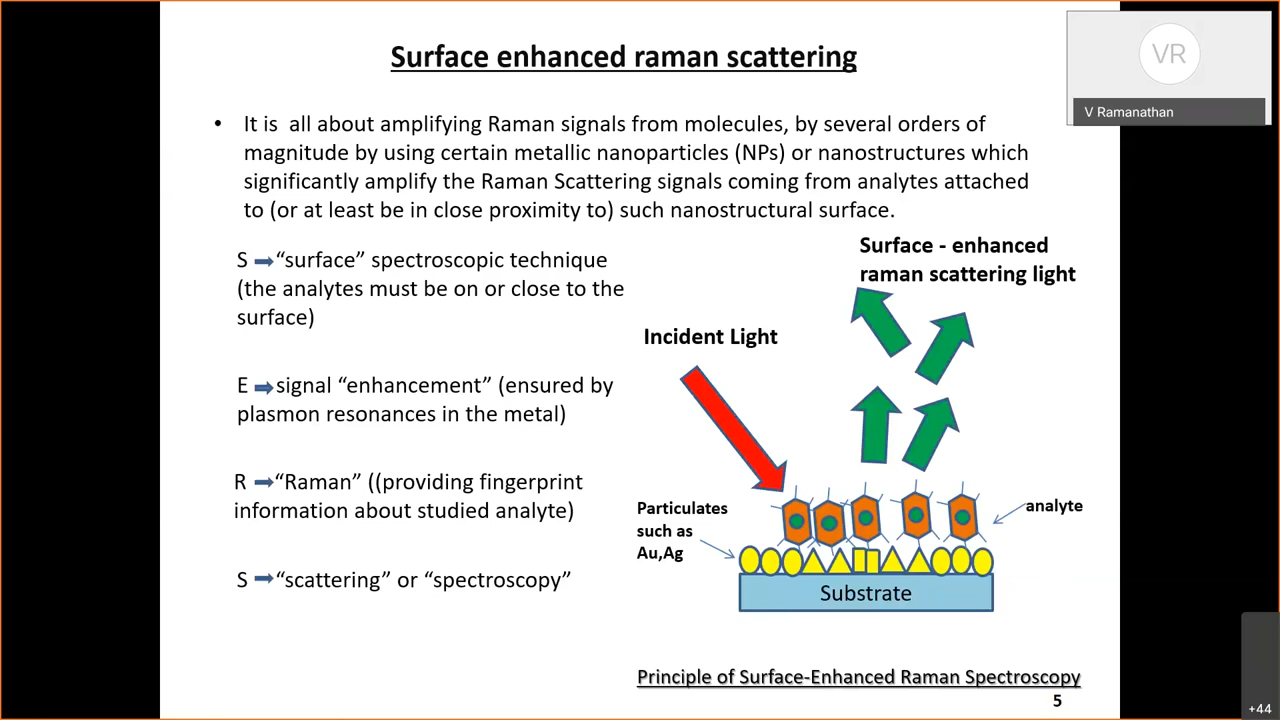 Surface enhanced raman scattering
VR
V Ramanathan
• It is all about amplifying Raman signals from molecules, by several orders of
magnitude by using certain metallic nanoparticles (NPs) or nanostructures which
significantly amplify the Raman Scattering signals coming from analytes attached
to (or at least be in close proximity to) such nanostructural surface.
S ➡ “surface” spectroscopic technique
(the analytes must be on or close to the
surface)
E ➡ signal “enhancement” (ensured by
plasmon resonances in the metal)
R ➡ “Raman” ((providing fingerprint
information about studied analyte)
S ➡ “scattering” or “spectroscopy”
Surface - enhanced
raman scattering light
Incident Light
Particulates
such as
Au,Ag
analyte
Substrate
Principle of Surface-Enhanced Raman Spectroscopy
5
+44